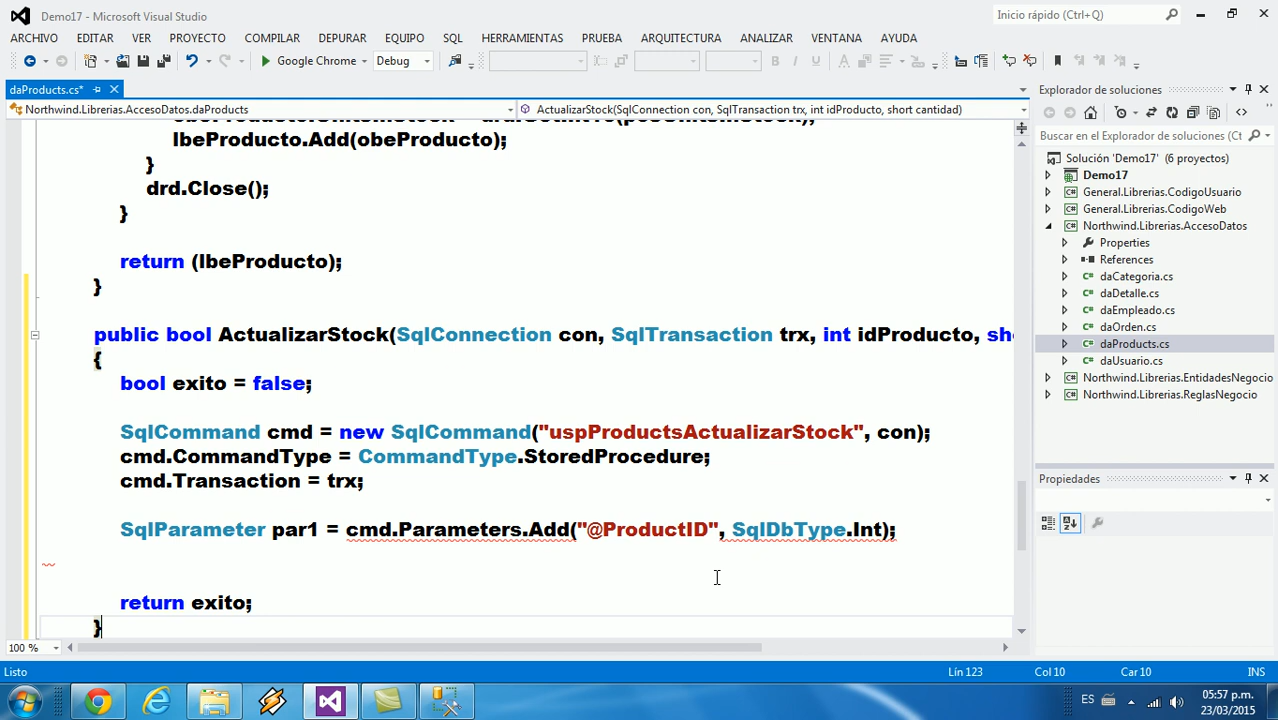 Demo17 - Microsoft Visual Studio
Inicio rápido (Ctrl+Q)
ARCHIVO EDITAR VER PROYECTO COMPILAR DEPURAR EQUIPO SQL HERRAMIENTAS PRUEBA ARQUITECTURA ANALIZAR VENTANA AYUDA
Google Chrome Debug
daProducts.cs*
Northwind.Librerias.AccesoDatos.daProducts
ActualizarStock(SqlConnection con, SqlTransaction trx, int idProducto, short cantidad)
lbeProducto.Add(obeProducto);
}
drd.Close();
}
return (lbeProducto);
}
public bool ActualizarStock(SqlConnection con, SqlTransaction trx, int idProducto, sho
{
bool exito = false;
SqlCommand cmd = new SqlCommand("uspProductsActualizarStock", con);
cmd.CommandType = CommandType.StoredProcedure;
cmd.Transaction = trx;
SqlParameter par1 = cmd.Parameters.Add("@ProductID", SqlDbType.Int);
return exito;
}
100 %
Explorador de soluciones
Buscar en el Explorador de soluciones (Ct
Solución 'Demo17' (6 proyectos)
Demo17
General.Librerias.CodigoUsuario
General.Librerias.CodigoWeb
Northwind.Librerias.AccesoDatos
Properties
References
daCategoria.cs
daDetalle.cs
daEmpleado.cs
daOrden.cs
daProducts.cs
daUsuario.cs
Northwind.Librerias.EntidadesNegocio
Northwind.Librerias.ReglasNegocio
Propiedades
Listo
Lín 123 Col 10 Car 10 INS
ES
05:57 p.m.
23/03/2015